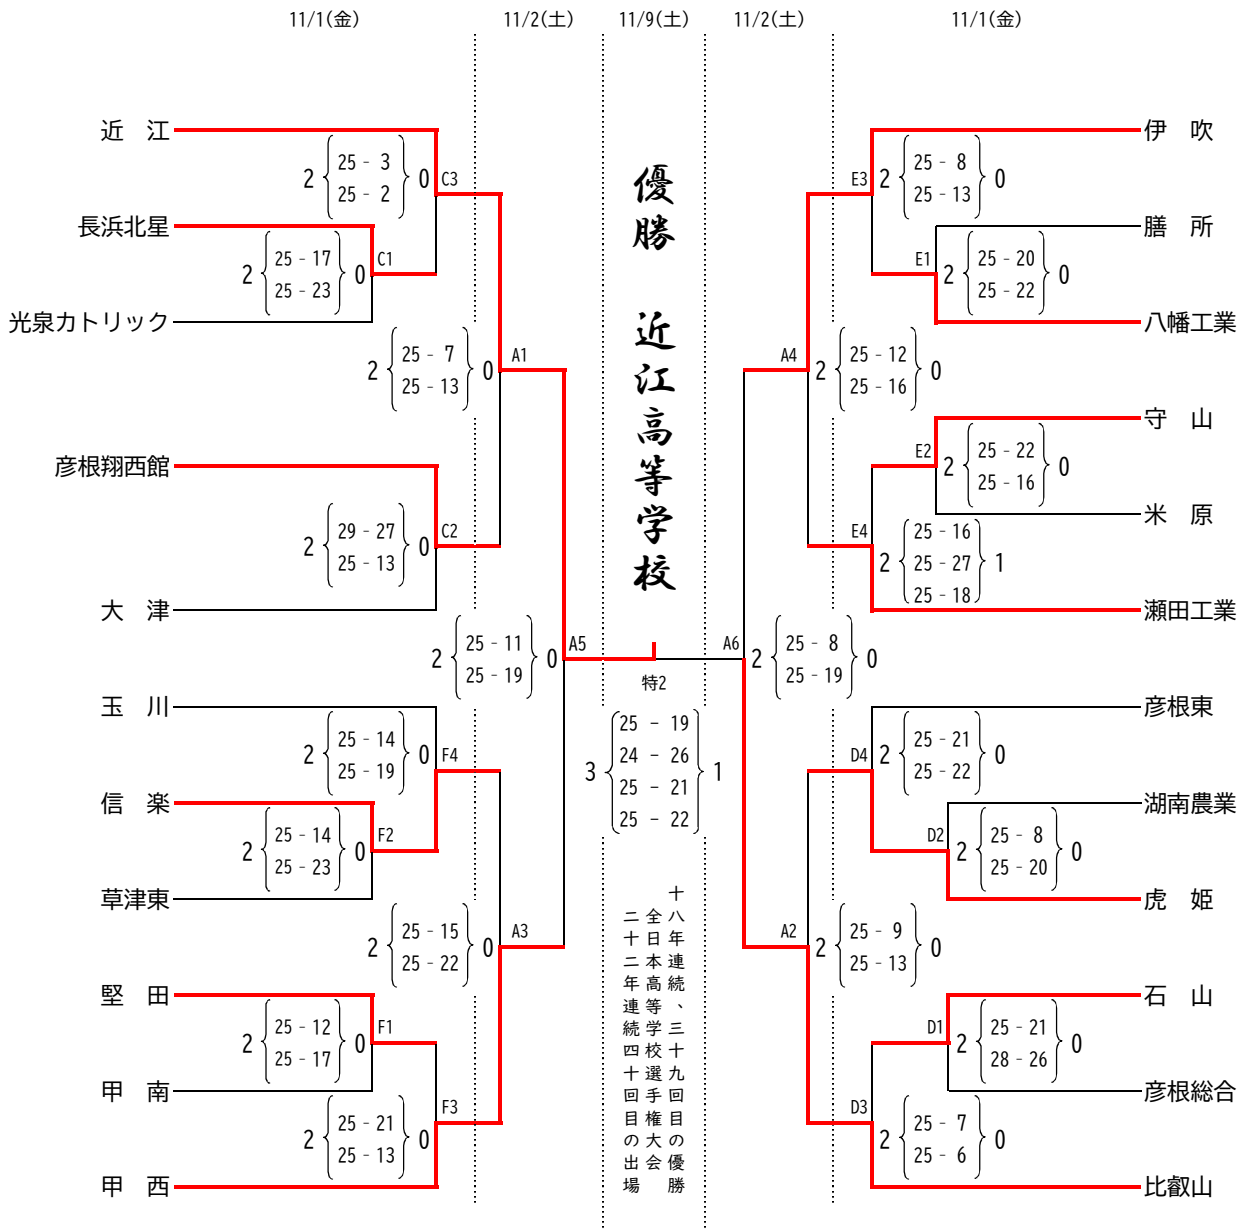 11/1(金)
11/2(土)
11/9(土)
11/2(土)
11/1(金)
近 江
2 25 - 3 0 C3
25 - 2
長浜北星
2 25 - 17 0 C1
25 - 23
光泉カトリック
2 25 - 7 0 A1
25 - 13
彦根翔西館
2 29 - 27 0 C2
25 - 13
大 津
2 25 - 11 0 A5
25 - 19
玉 川
2 25 - 14 0 F4
25 - 19
信 楽
2 25 - 14 0 F2
25 - 23
草津東
2 25 - 15 0 A3
25 - 22
堅 田
2 25 - 12 0 F1
25 - 17
甲 南
2 25 - 21 0 F3
25 - 13
甲 西
優勝 近江高等学校
特2
3 25 - 19 1
24 - 26
25 - 21
25 - 22
十八年連続、三十九回目の優勝
全日本高等学校選手権大会
二十二年連続四十回目の出場
伊 吹
E3 2 25 - 8 0
25 - 13
膳 所
E1 2 25 - 20 0
25 - 22
八幡工業
A4 2 25 - 12 0
25 - 16
守 山
E2 2 25 - 22 0
25 - 16
米 原
E4 2 25 - 16 1
25 - 27
25 - 18
瀬田工業
A6 2 25 - 8 0
25 - 19
彦根東
D4 2 25 - 21 0
25 - 22
湖南農業
D2 2 25 - 8 0
25 - 20
虎 姫
A2 2 25 - 9 0
25 - 13
石 山
D1 2 25 - 21 0
28 - 26
彦根総合
D3 2 25 - 7 0
25 - 6
比叡山